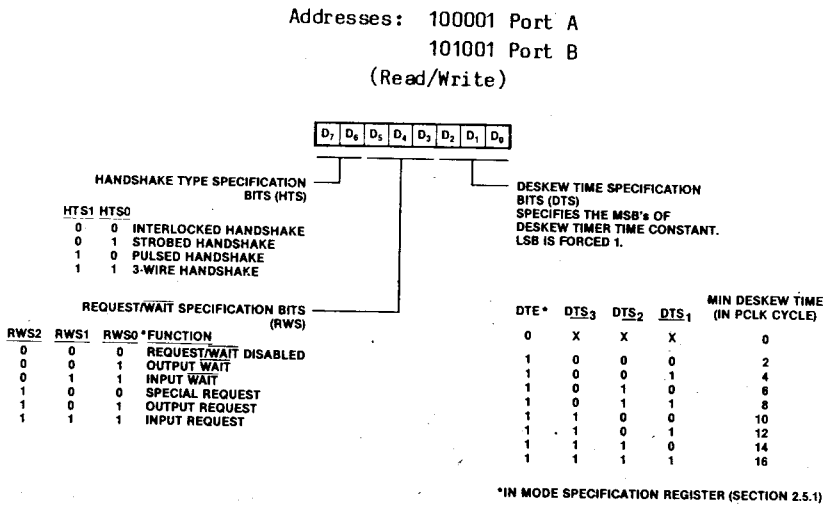 Addresses: 100001 Port A
101001 Port B
(Read/Write)
D7 D6 D5 D4 D3 D2 D1 D0
HANDSHAKE TYPE SPECIFICATION
BITS (HTS)
HTS1 HTS0
0 0 INTERLOCKED HANDSHAKE
0 1 STROBED HANDSHAKE
1 0 PULSED HANDSHAKE
1 1 3-WIRE HANDSHAKE
DESKEW TIME SPECIFICATION
BITS (DTS)
SPECIFIES THE MSB's OF
DESKEW TIMER TIME CONSTANT.
LSB IS FORCED 1.
REQUEST/WAIT SPECIFICATION BITS
(RWS)
RWS2 RWS1 RWS0 *FUNCTION
0 0 0 REQUEST/WAIT DISABLED
0 0 1 OUTPUT WAIT
0 1 1 INPUT WAIT
1 0 0 SPECIAL REQUEST
1 0 1 OUTPUT REQUEST
1 1 1 INPUT REQUEST
MIN DESKEW TIME
DTE* DTS3 DTS2 DTS1 (IN PCLK CYCLE)
0 X X X 0
1 0 0 0 2
1 0 0 1 4
1 0 1 0 6
1 0 1 1 8
1 1 0 0 10
1 1 0 1 12
1 1 1 0 14
1 1 1 1 16
*IN MODE SPECIFICATION REGISTER (SECTION 2.5.1)